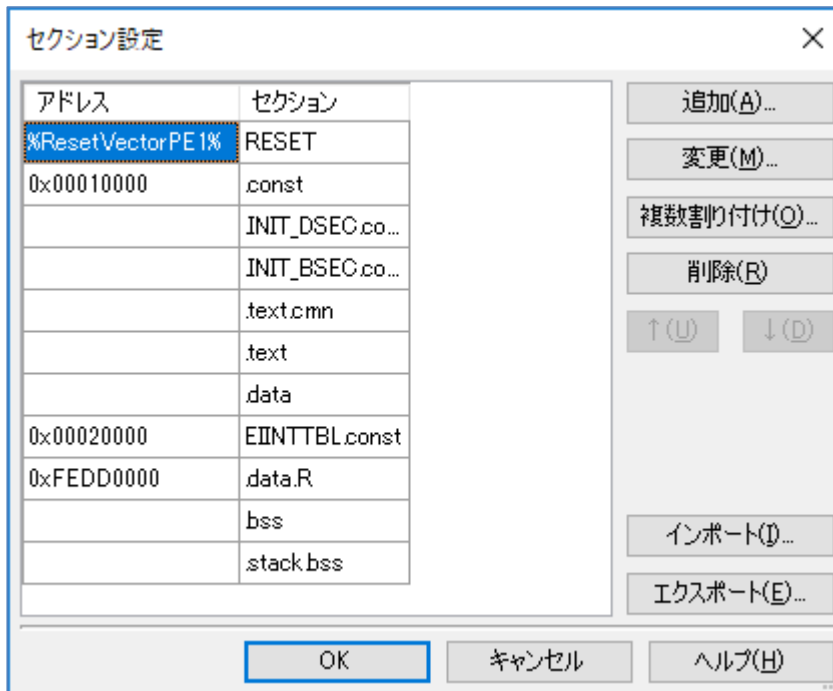 セクション設定
アドレス セクション
%ResetVectorPE1% RESET
0x00010000 .const
.INIT_DSEC.co...
.INIT_BSEC.co...
.text.cmn
.text
.data
0x00020000 EIINTTBL.const
0xFEDD0000 .data.R
.bss
.stack.bss
追加(A)...
変更(M)...
複数割り付け(O)...
削除(R)
↑(U) ↓(D)
インポート(I)...
エクスポート(E)...
OK キャンセル ヘルプ(H)